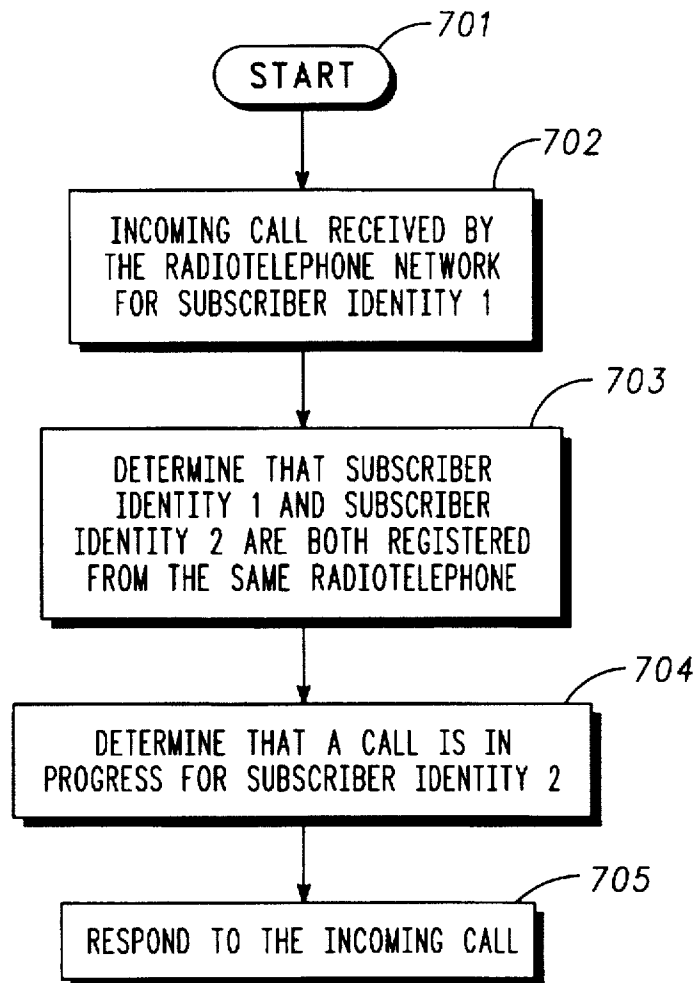 701
START
702
INCOMING CALL RECEIVED BY
THE RADIOTELEPHONE NETWORK
FOR SUBSCRIBER IDENTITY 1
703
DETERMINE THAT SUBSCRIBER
IDENTITY 1 AND SUBSCRIBER
IDENTITY 2 ARE BOTH REGISTERED
FROM THE SAME RADIOTELEPHONE
704
DETERMINE THAT A CALL IS IN
PROGRESS FOR SUBSCRIBER IDENTITY 2
705
RESPOND TO THE INCOMING CALL